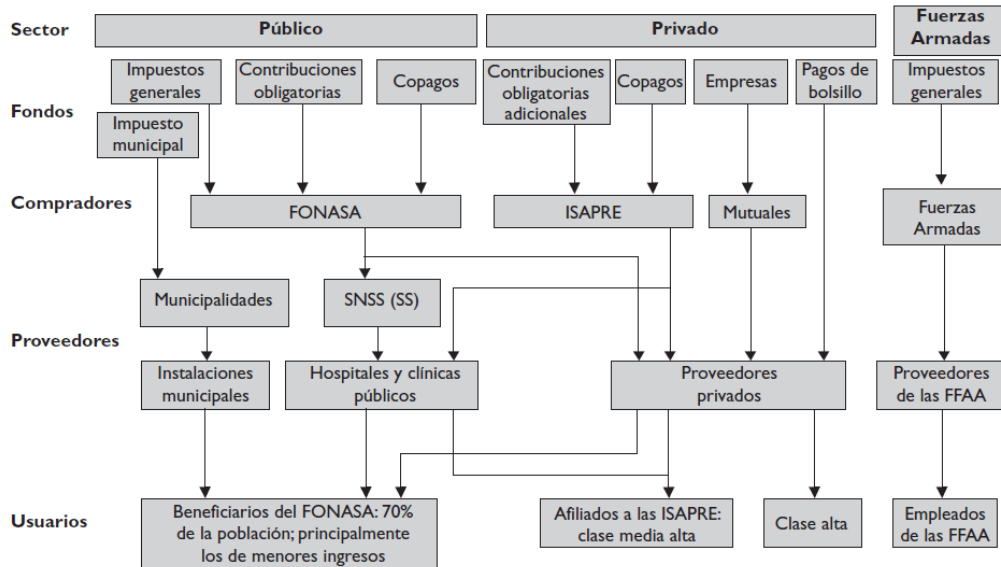 Sector
Público
Privado
Fuerzas
Armadas
Fondos
Impuestos
generales
Contribuciones
obligatorias
Copagos
Contribuciones
obligatorias
adicionales
Copagos
Empresas
Pagos de
bolsillo
Impuestos
generales
Impuesto
municipal
Compradores
FONASA
ISAPRE
Mutuales
Fuerzas
Armadas
Proveedores
Municipalidades
SNSS (SS)
Instalaciones
municipales
Hospitales y clínicas
públicos
Proveedores
privados
Proveedores
de las FFAA
Usuarios
Beneficiarios del FONASA: 70%
de la población; principalmente
los de menores ingresos
Afiliados a las ISAPRE:
clase media alta
Clase alta
Empleados
de las FFAA